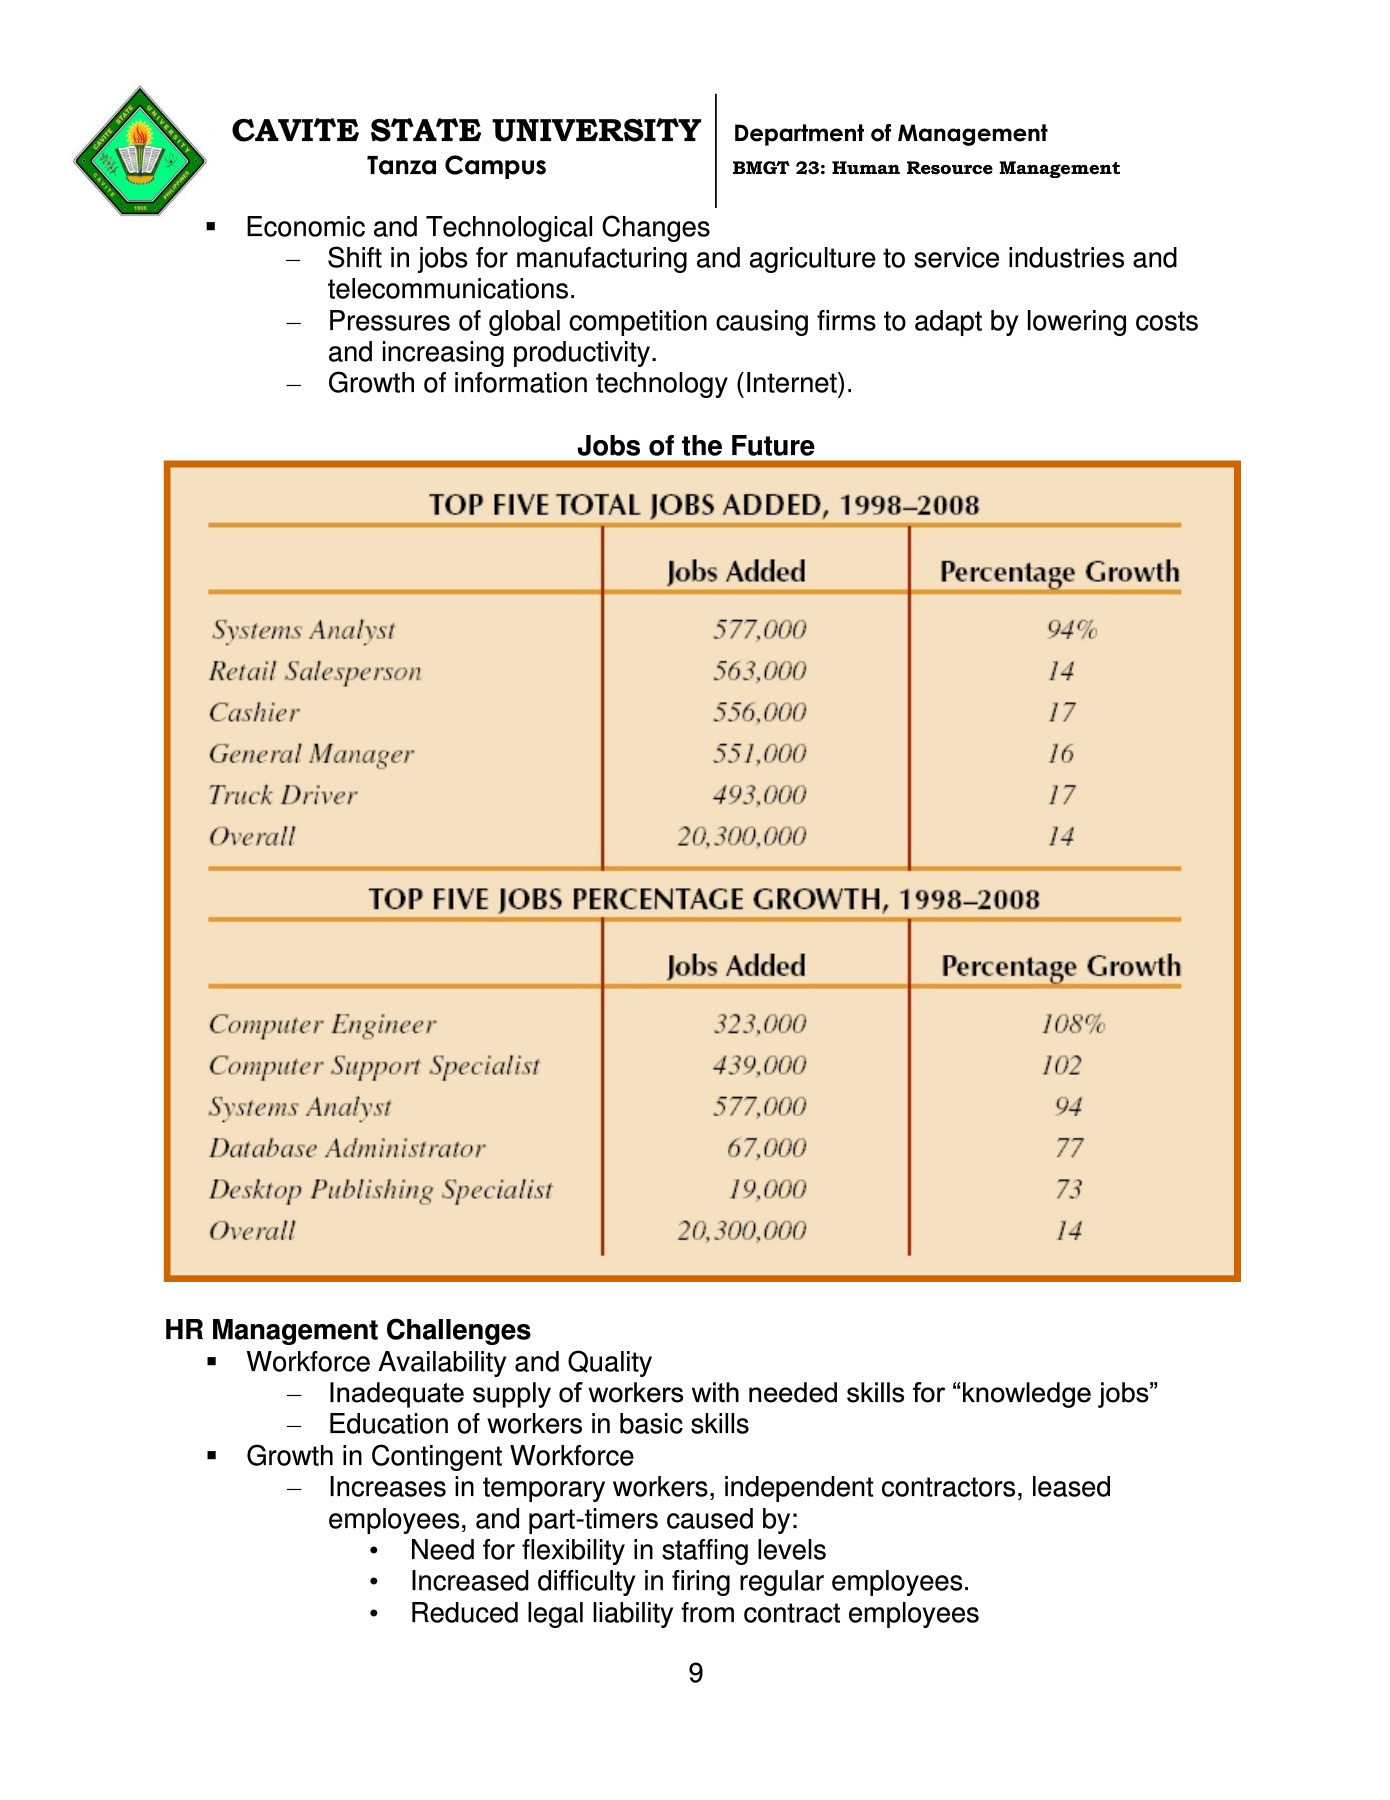 CAVITE STATE UNIVERSITY
Tanza Campus
Department of Management
BMGT 23: Human Resource Management
CAVITE STATE UNIVERSITY
CAVITE PHILIPPINES
1906
▪ Economic and Technological Changes
– Shift in jobs for manufacturing and agriculture to service industries and
telecommunications.
– Pressures of global competition causing firms to adapt by lowering costs
and increasing productivity.
– Growth of information technology (Internet).
Jobs of the Future
TOP FIVE TOTAL JOBS ADDED, 1998–2008
Jobs Added Percentage Growth
Systems Analyst 577,000 94%
Retail Salesperson 563,000 14
Cashier 556,000 17
General Manager 551,000 16
Truck Driver 493,000 17
Overall 20,300,000 14
TOP FIVE JOBS PERCENTAGE GROWTH, 1998–2008
Jobs Added Percentage Growth
Computer Engineer 323,000 108%
Computer Support Specialist 439,000 102
Systems Analyst 577,000 94
Database Administrator 67,000 77
Desktop Publishing Specialist 19,000 73
Overall 20,300,000 14
HR Management Challenges
▪ Workforce Availability and Quality
– Inadequate supply of workers with needed skills for “knowledge jobs”
– Education of workers in basic skills
▪ Growth in Contingent Workforce
– Increases in temporary workers, independent contractors, leased
employees, and part-timers caused by:
• Need for flexibility in staffing levels
• Increased difficulty in firing regular employees.
• Reduced legal liability from contract employees
9